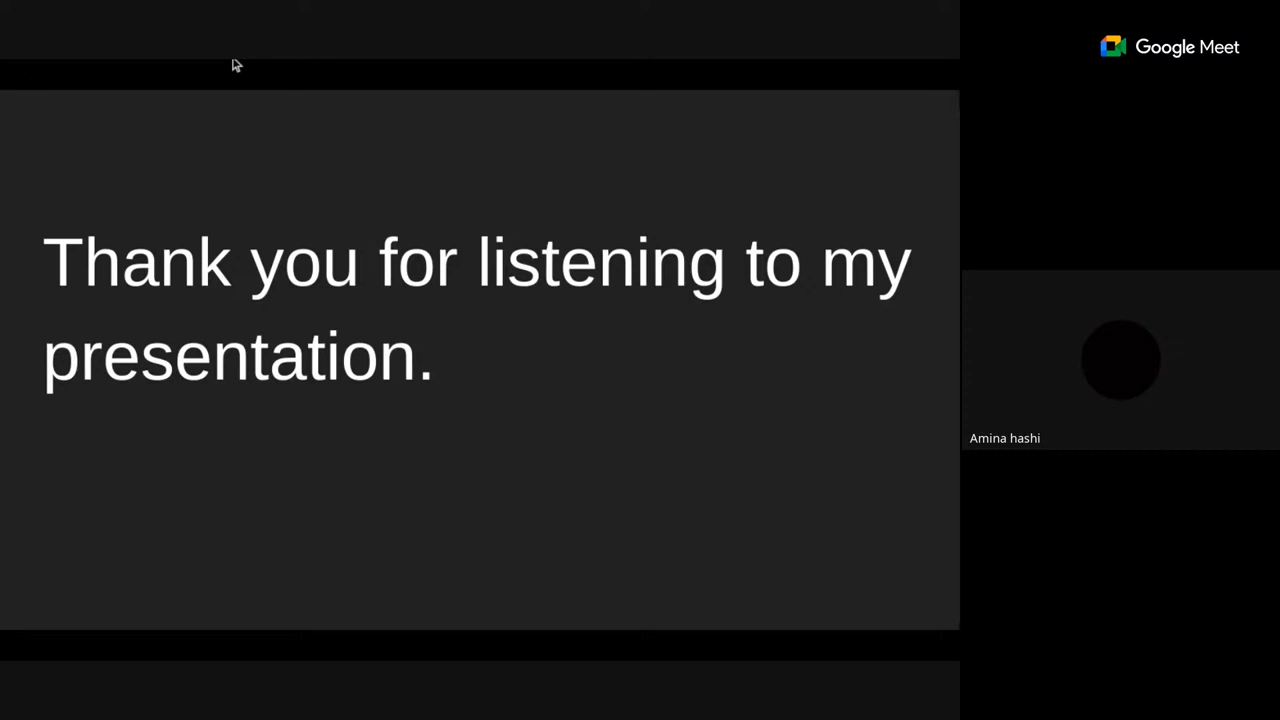 Google Meet
Thank you for listening to my
presentation.
Amina hashi